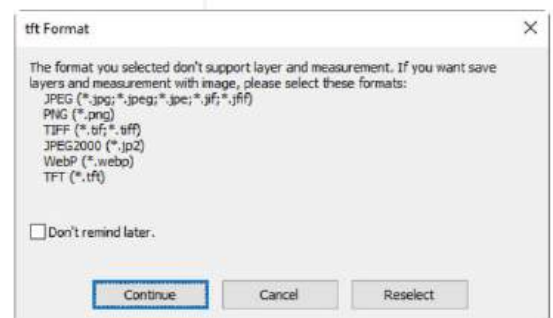 tft Format
The format you selected don't support layer and measurement. If you want save
layers and measurement with image, please select these formats:
JPEG (*.jpg;*.jpeg;*.jpe;*.jif;*.jfif)
PNG (*.png)
TIFF (*.tif;*.tiff)
JPEG2000 (*.jp2)
WebP (*.webp)
TFT (*.tft)
Don't remind later.
Continue
Cancel
Reselect